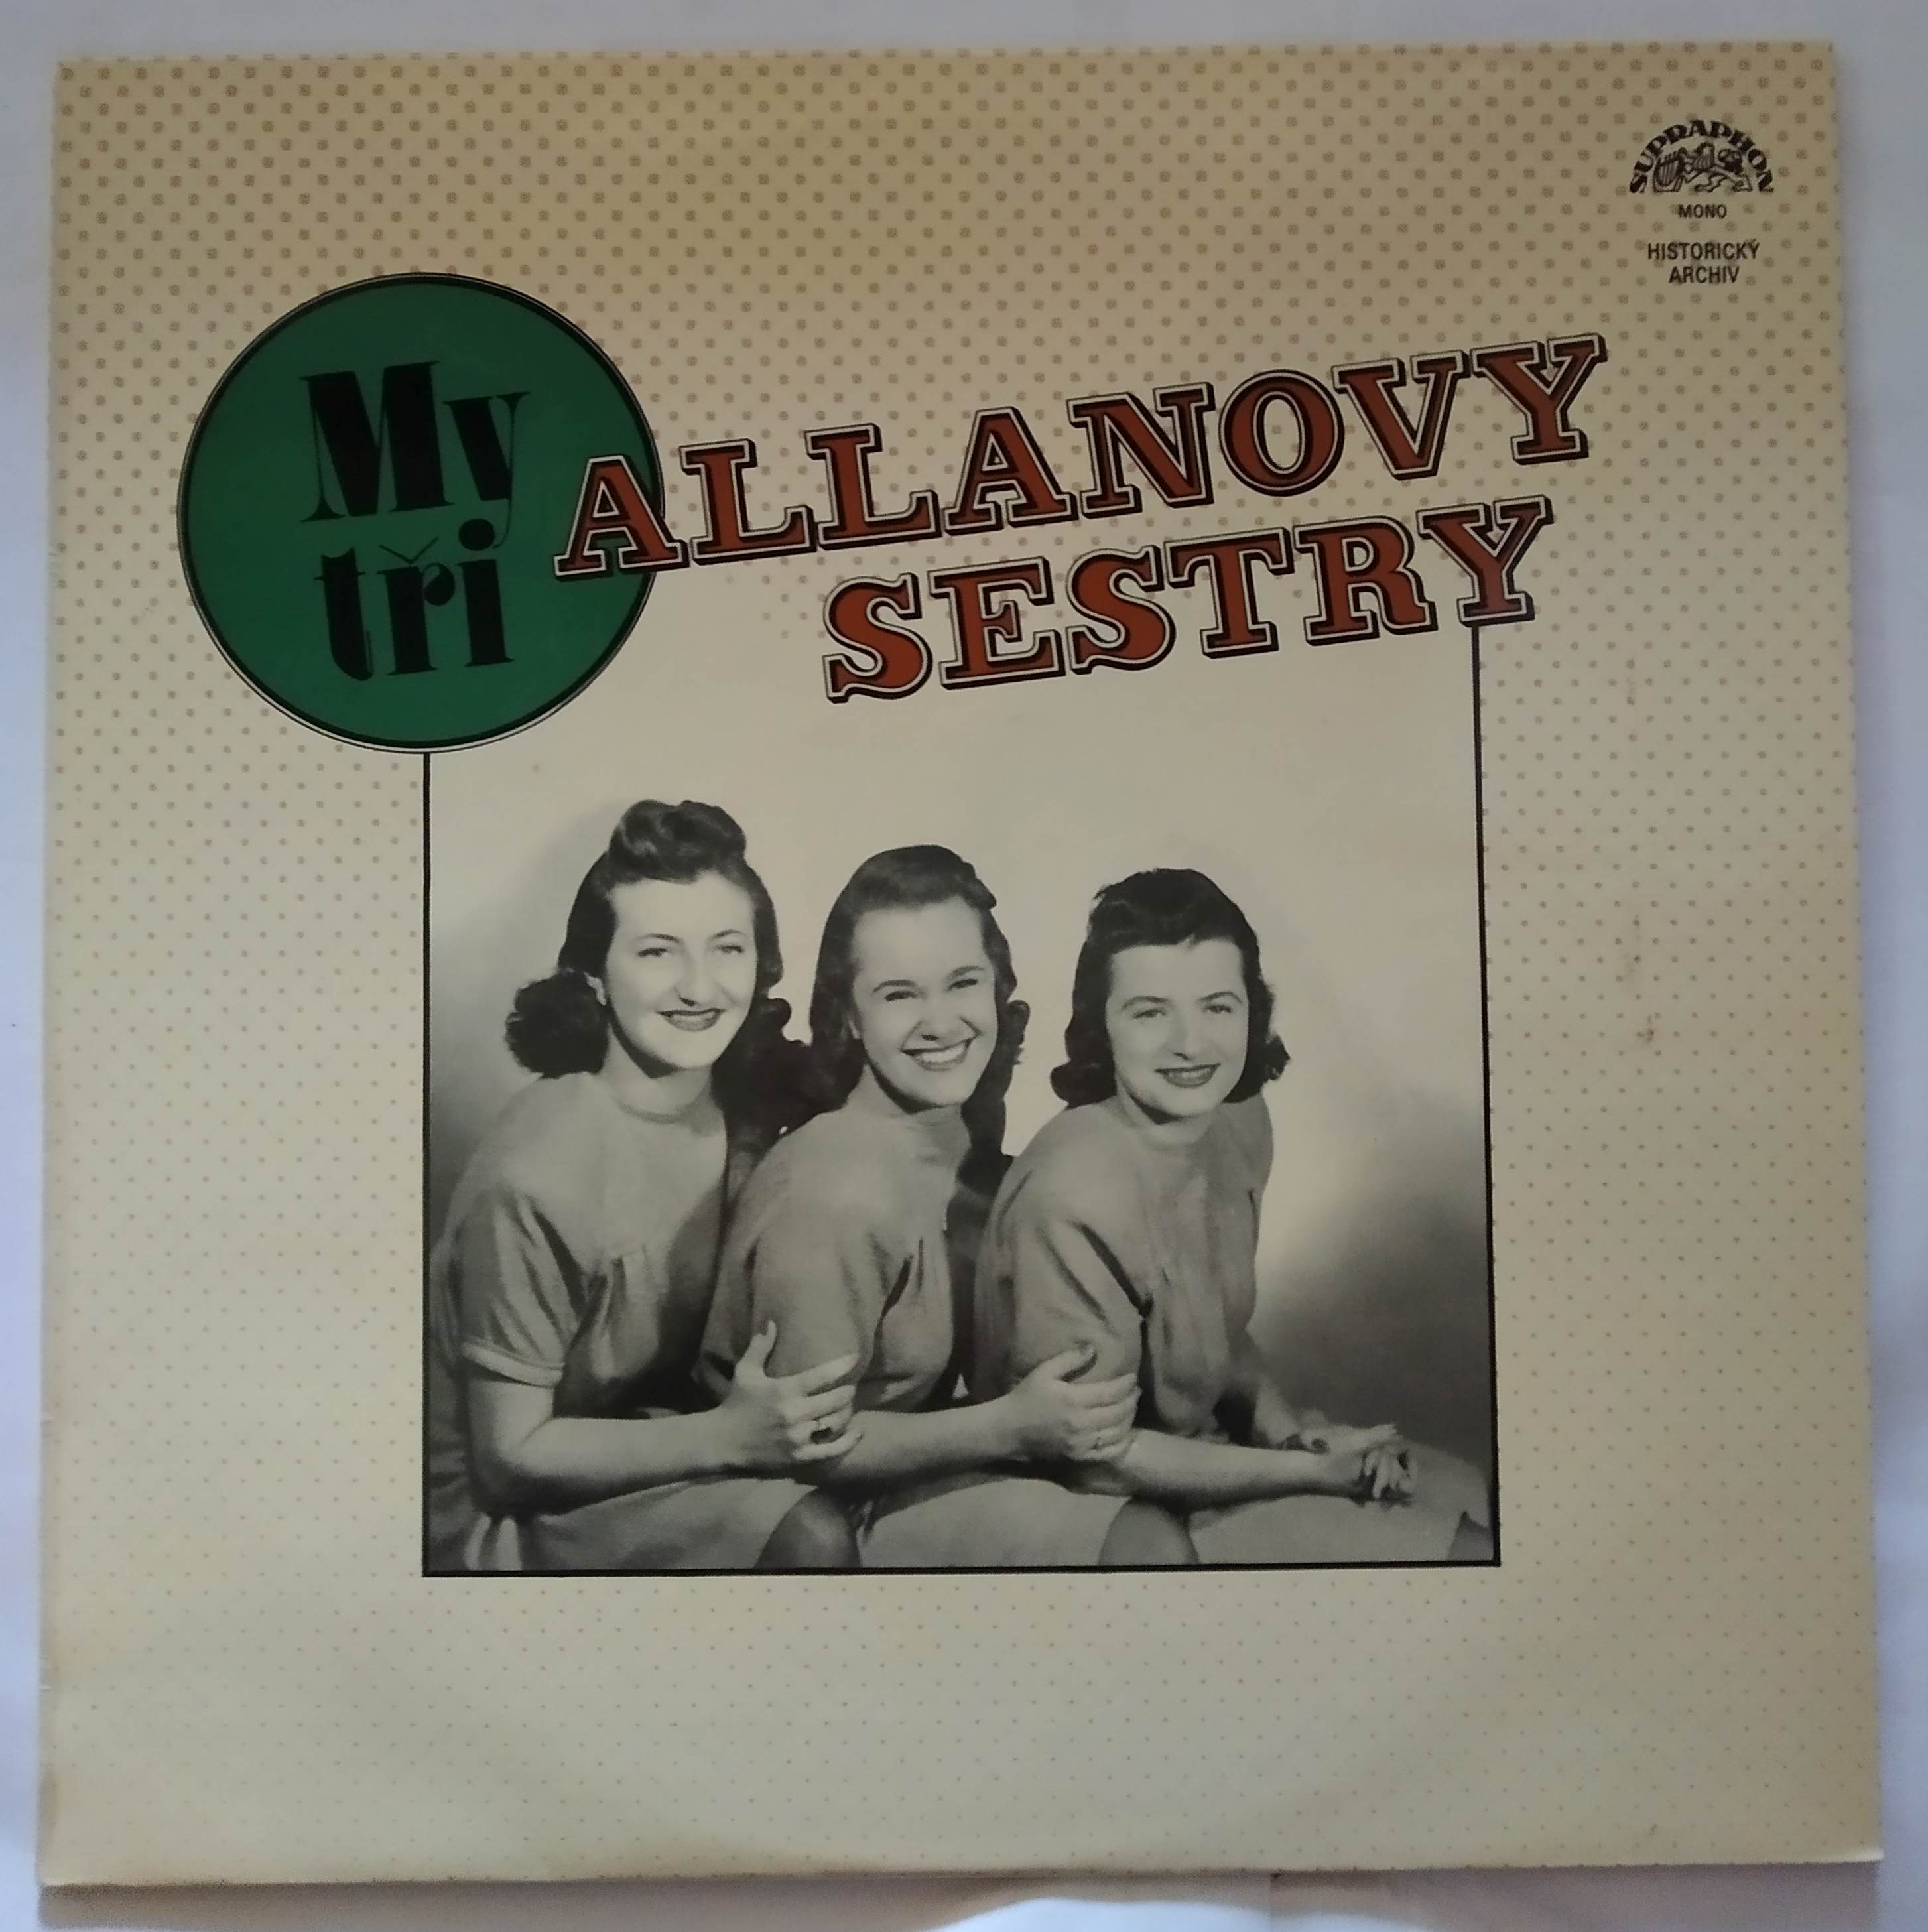 SUPRAPHON
MONO
HISTORICKÝ
ARCHIV
My
tři
ALLANOVY
SESTRY